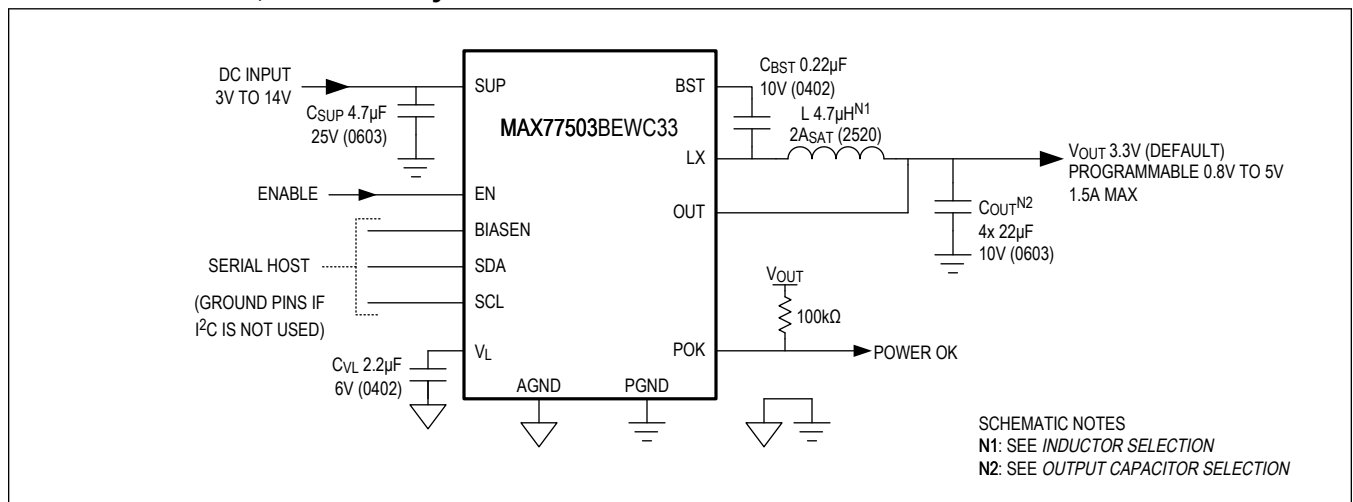 DC INPUT
3V TO 14V
CSUP 4.7µF
25V (0603)
ENABLE
SERIAL HOST
(GROUND PINS IF
I2C IS NOT USED)
CVL 2.2µF
6V (0402)
SUP
EN
BIASEN
SDA
SCL
VL
MAX77503BEWC33
AGND
PGND
BST
LX
OUT
POK
CBST 0.22µF
10V (0402)
L 4.7µHN1
2ASAT (2520)
VOUT 3.3V (DEFAULT)
PROGRAMMABLE 0.8V TO 5V
1.5A MAX
COUTN2
4x 22µF
10V (0603)
VOUT
100kΩ
POWER OK
SCHEMATIC NOTES
N1: SEE INDUCTOR SELECTION
N2: SEE OUTPUT CAPACITOR SELECTION